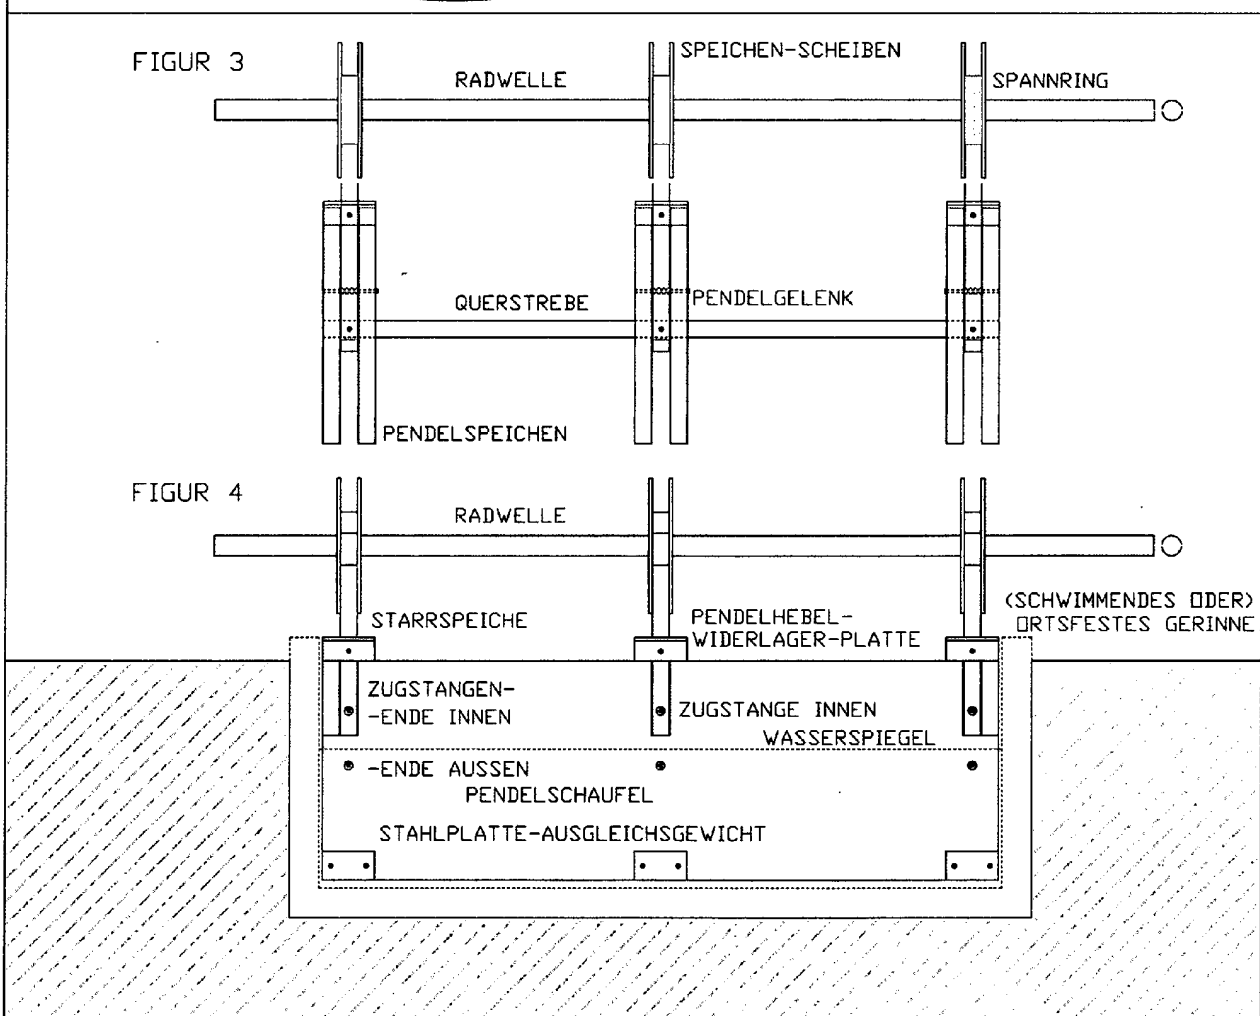 FIGUR 3
SPEICHEN-SCHEIBEN
RADWELLE
SPANNRING
QUERSTREBE
PENDELGELENK
PENDELSPEICHEN
FIGUR 4
RADWELLE
STARRSPEICHE
PENDELHEBEL-
WIDERLAGER-PLATTE
(SCHWIMMENDES ODER)
ORTSFESTES GERINNE
ZUGSTANGEN-
-ENDE INNEN
ZUGSTANGE INNEN
WASSERSPIEGEL
-ENDE AUSSEN
PENDELSCHAUFEL
STAHLPLATTE-AUSGLEICHSGEWICHT